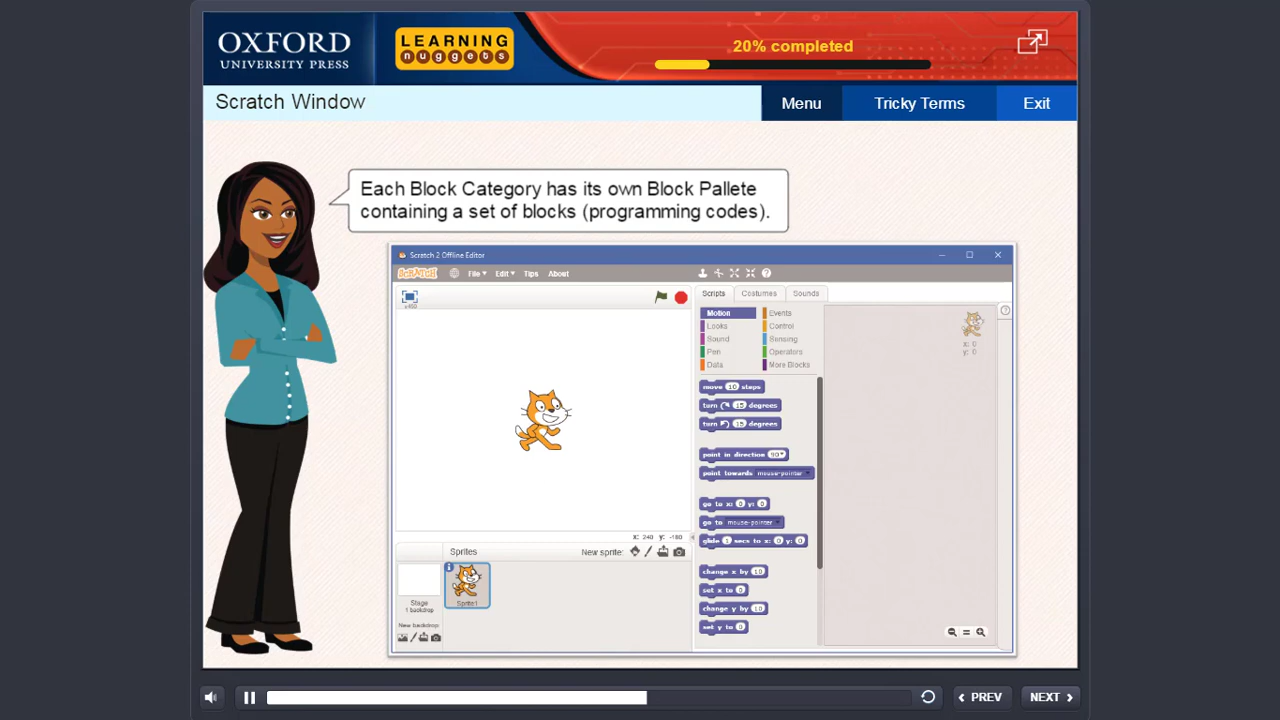 OXFORD
UNIVERSITY PRESS
LEARNING
nuggets
20% completed
Scratch Window
Menu
Tricky Terms
Exit
Each Block Category has its own Block Pallete
containing a set of blocks (programming codes).
Scratch 2 Offline Editor
SCRATCH File Edit Tips About
Scripts Costumes Sounds
Motion Events
Looks Control
Sound Sensing
Pen Operators
Data More Blocks
x: 0
y: 0
move 10 steps
turn 15 degrees
turn 15 degrees
point in direction 90
point towards mouse-pointer
go to x: 0 y: 0
go to mouse-pointer
glide 1 secs to x: 0 y: 0
change x by 10
set x to 0
change y by 10
set y to 0
x: 240 y: -180
Sprites New sprite:
Stage
1 backdrop
Sprite1
New backdrop:
PREV
NEXT